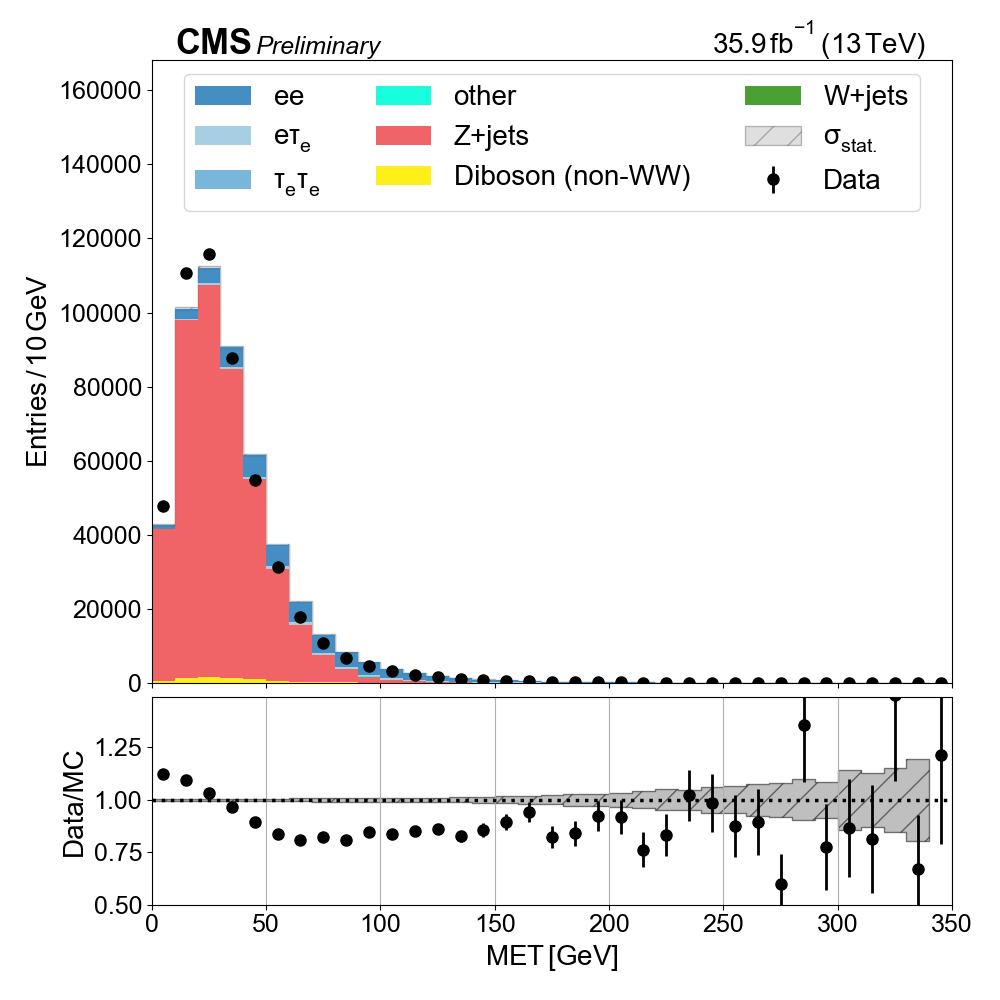 CMS Preliminary 35.9 fb⁻¹ (13 TeV)
160000
140000
120000
100000
80000
60000
40000
20000
0
Entries / 10 GeV
ee
eτe
τeτe
other
Z+jets
Diboson (non-WW)
W+jets
σstat.
Data
1.25
1.00
0.75
0.50
Data/MC
0 50 100 150 200 250 300 350
MET [GeV]